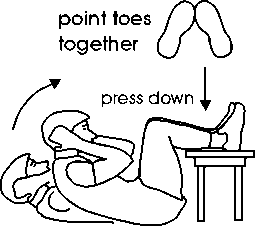 point toes
together
press down